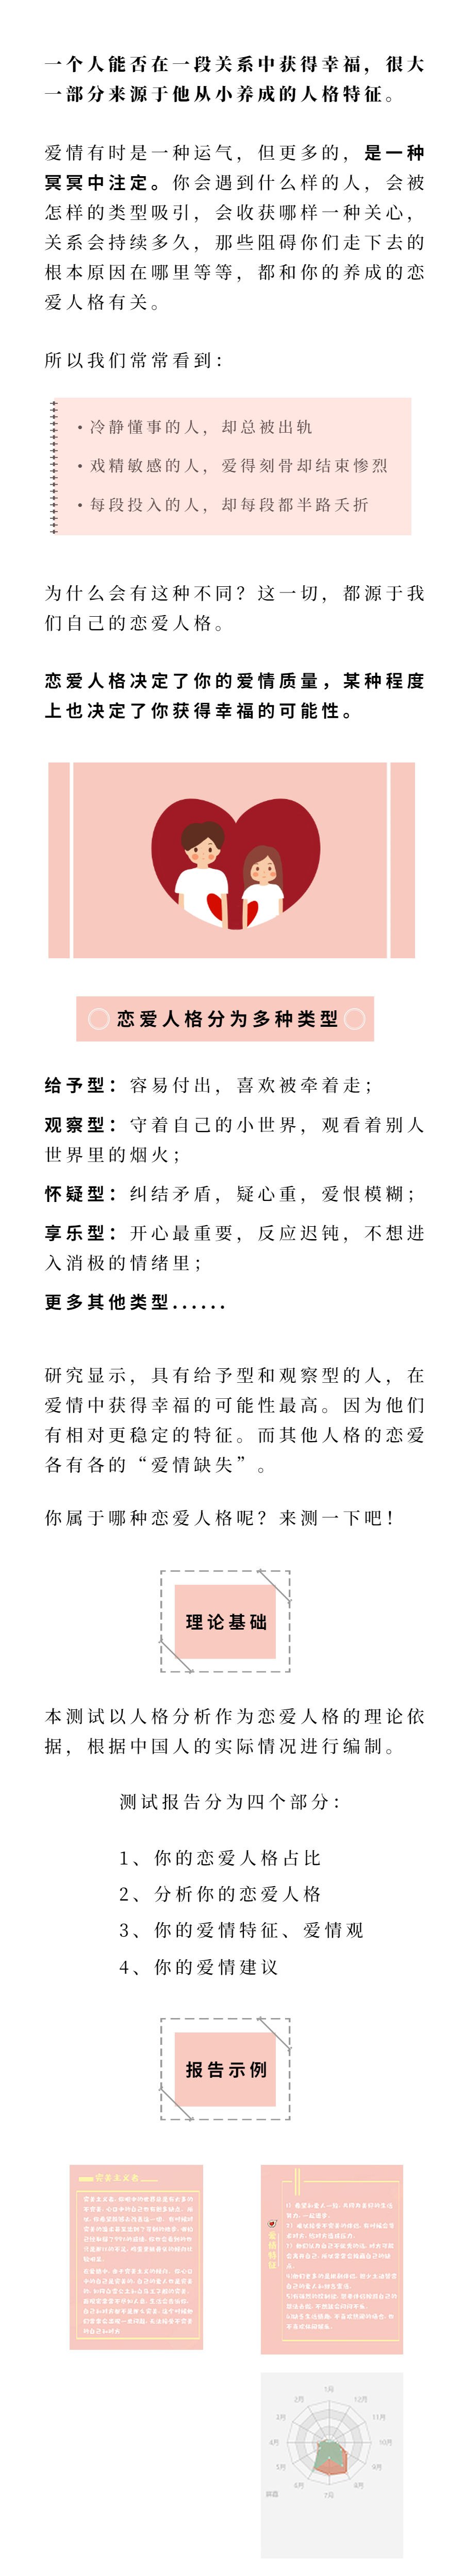 一个人能否在一段关系中获得幸福，很大
一部分来源于他从小养成的人格特征。
爱情有时是一种运气，但更多的，是一种
冥冥中注定。你会遇到什么样的人，会被
怎样的类型吸引，会收获哪样一种关心，
关系会持续多久，那些阻碍你们走下去的
根本原因在哪里等等，都和你的养成的恋
爱人格有关。
所以我们常常看到：
• 冷静懂事的人，却总被出轨
• 戏精敏感的人，爱得刻骨却结束惨烈
• 每段投入的人，却每段都半路夭折
为什么会有这种不同？这一切，都源于我
们自己的恋爱人格。
恋爱人格决定了你的爱情质量，某种程度
上也决定了你获得幸福的可能性。
恋爱人格分为多种类型
给予型：容易付出，喜欢被牵着走；
观察型：守着自己的小世界，观看着别人
世界里的烟火；
怀疑型：纠结矛盾，疑心重，爱恨模糊；
享乐型：开心最重要，反应迟钝，不想进
入消极的情绪里；
更多其他类型......
研究显示，具有给予型和观察型的人，在
爱情中获得幸福的可能性最高。因为他们
有相对更稳定的特征。而其他人格的恋爱
各有各的“爱情缺失”。
你属于哪种恋爱人格呢？来测一下吧！
理论基础
本测试以人格分析作为恋爱人格的理论依
据，根据中国人的实际情况进行编制。
测试报告分为四个部分：
1、你的恋爱人格占比
2、分析你的恋爱人格
3、你的爱情特征、爱情观
4、你的爱情建议
报告示例
完美主义者
爱情特征
1月
2月
12月
3月
11月
4月
10月
5月
9月
6月
8月
7月